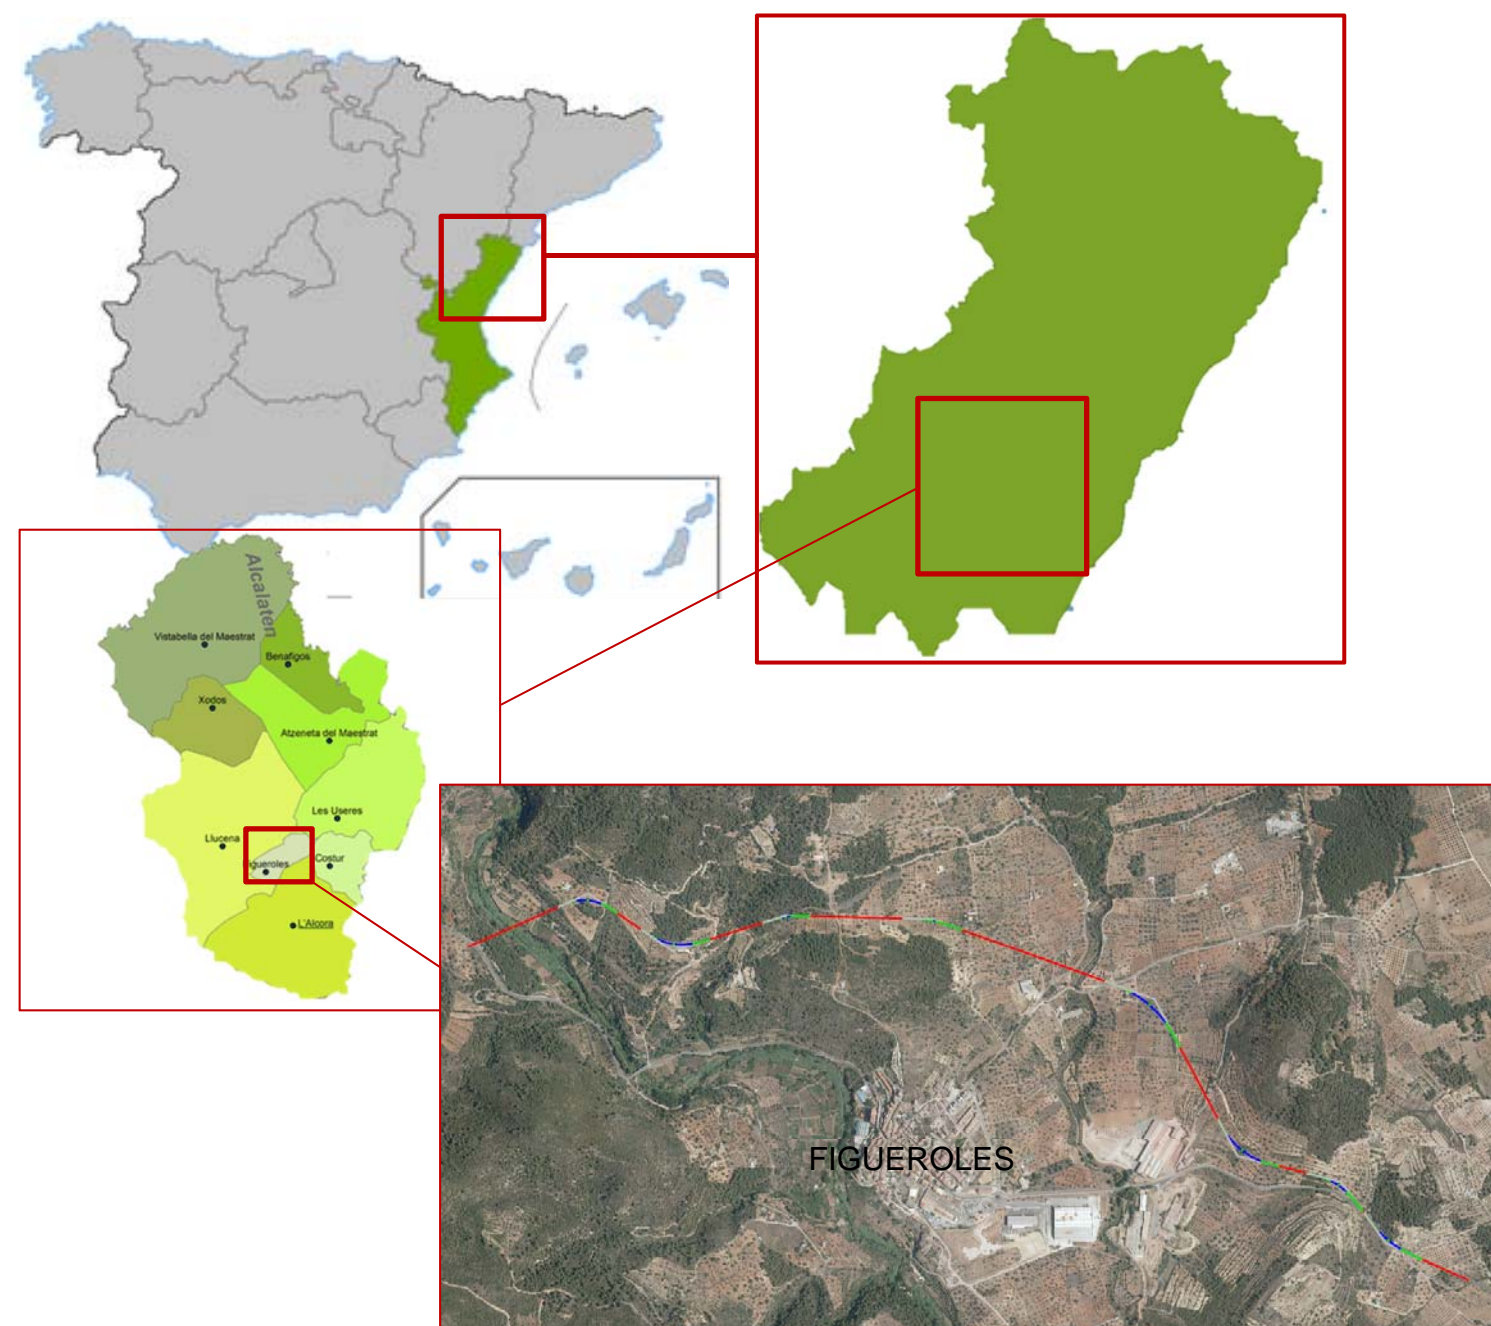 Alcalaten
Vistabella del Maestrat
Benafigos
Xodos
Atzeneta del Maestrat
Les Useres
Llucena
igueroles
Costur
L'Alcora
FIGUEROLES